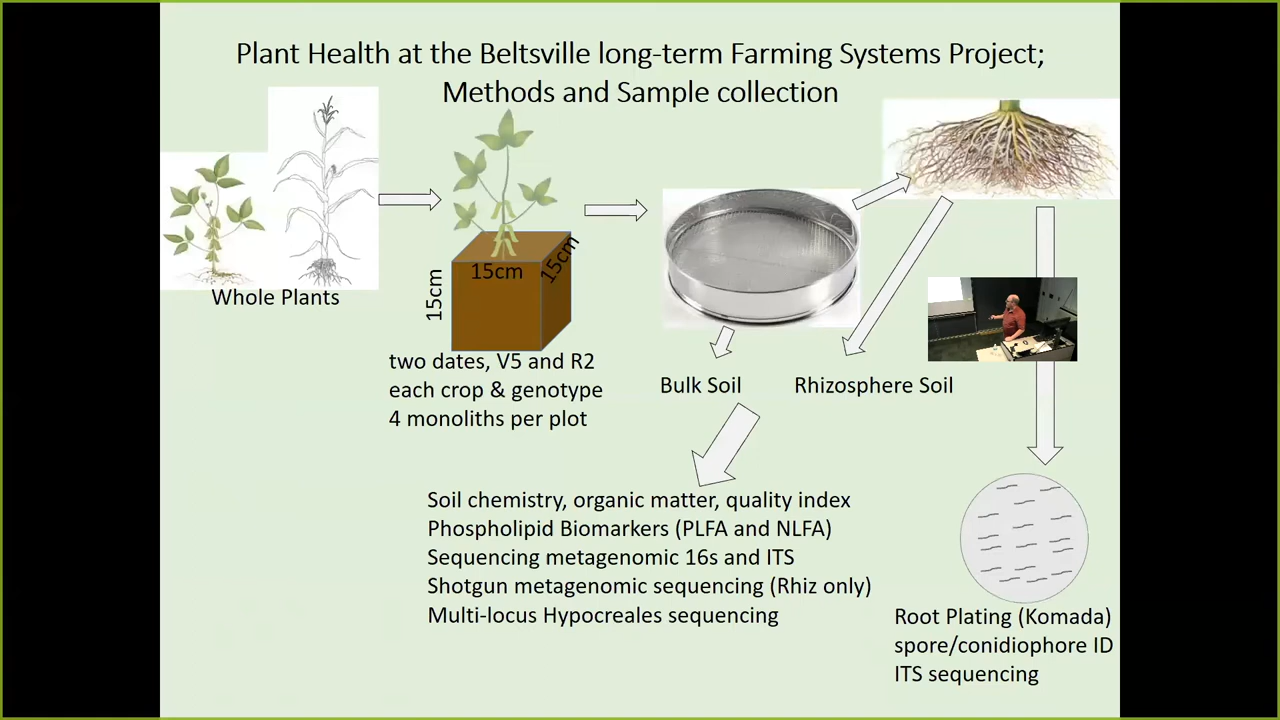 Plant Health at the Beltsville long-term Farming Systems Project;
Methods and Sample collection
Whole Plants
15cm
15cm
15cm
two dates, V5 and R2
each crop & genotype
4 monoliths per plot
Bulk Soil
Rhizosphere Soil
Soil chemistry, organic matter, quality index
Phospholipid Biomarkers (PLFA and NLFA)
Sequencing metagenomic 16s and ITS
Shotgun metagenomic sequencing (Rhiz only)
Multi-locus Hypocreales sequencing
Root Plating (Komada)
spore/conidiophore ID
ITS sequencing